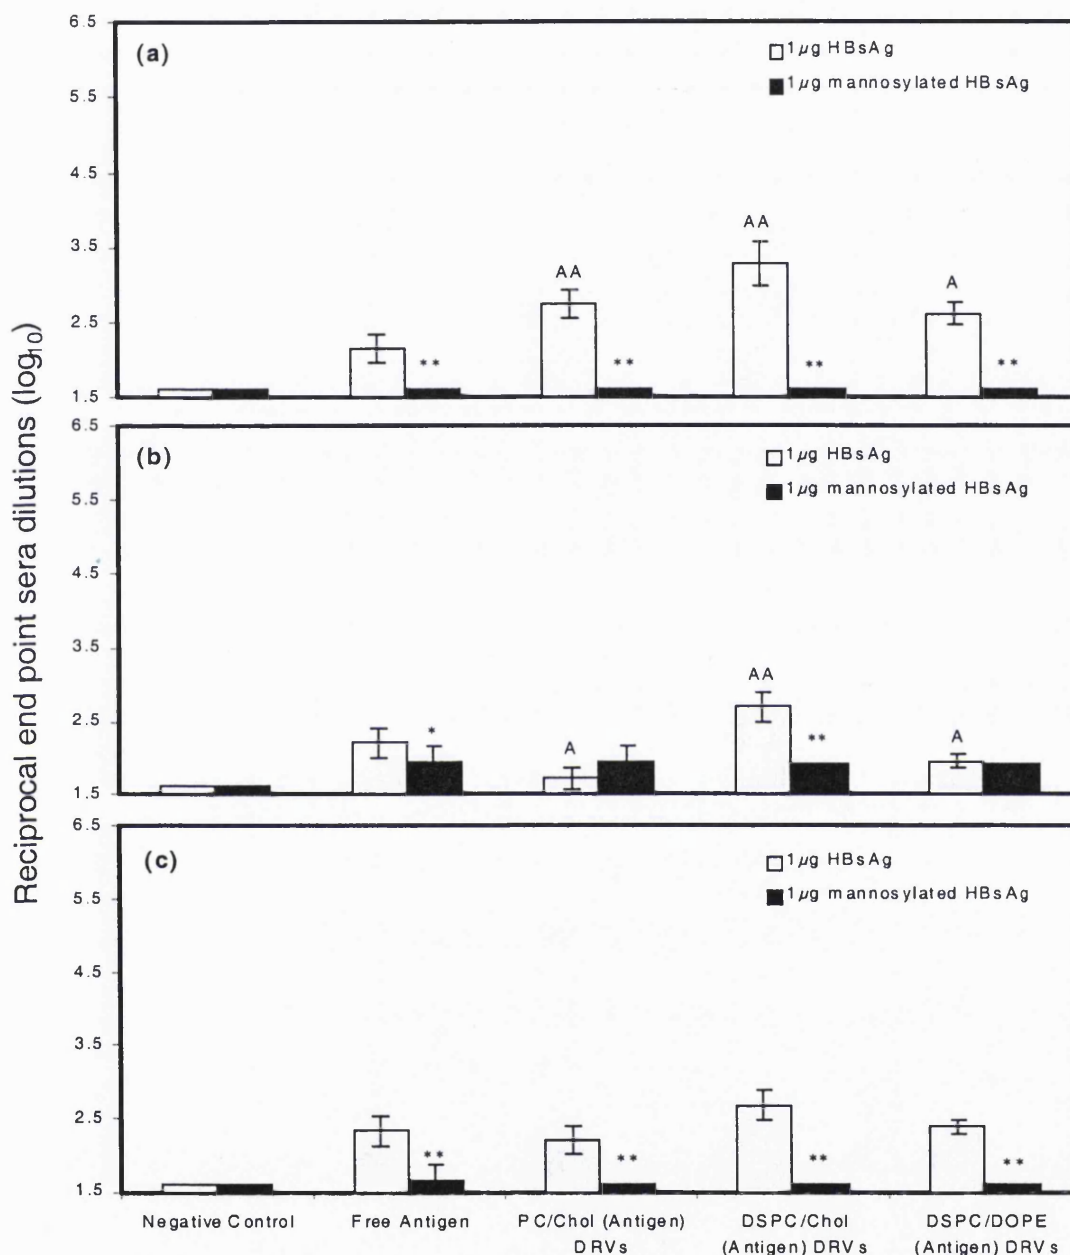 Reciprocal end point sera dilutions (log10)
(a)
1µg HBsAg
1µg mannosylated HBsAg
6.5
5.5
4.5
3.5
2.5
1.5
**
AA
**
AA
**
A
**
(b)
1µg HBsAg
1µg mannosylated HBsAg
6.5
5.5
4.5
3.5
2.5
1.5
*
A
AA
**
A
(c)
1µg HBsAg
1µg mannosylated HBsAg
6.5
5.5
4.5
3.5
2.5
1.5
**
**
**
**
Negative Control
Free Antigen
PC/Chol (Antigen)
DRVs
DSPC/Chol
(Antigen) DRVs
DSPC/DOPE
(Antigen) DRVs